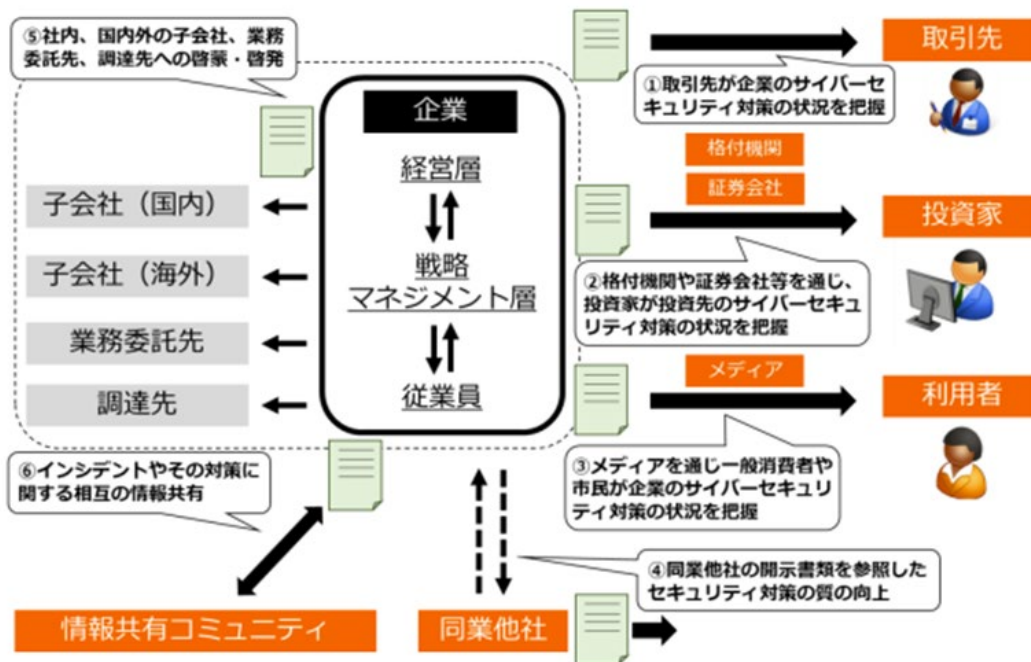 ⑤社内、国内外の子会社、業務
委託先、調達先への啓蒙・啓発
取引先
①取引先が企業のサイバーセ
キュリティ対策の状況を把握
企業
経営層
戦略
マネジメント層
従業員
子会社（国内）
子会社（海外）
業務委託先
調達先
格付機関
証券会社
投資家
②格付機関や証券会社等を通じ、
投資家が投資先のサイバーセキュ
リティ対策の状況を把握
メディア
利用者
③メディアを通じ一般消費者や
市民が企業のサイバーセキュリ
ティ対策の状況を把握
⑥インシデントやその対策に
関する相互の情報共有
④同業他社の開示書類を参照した
セキュリティ対策の質の向上
情報共有コミュニティ
同業他社